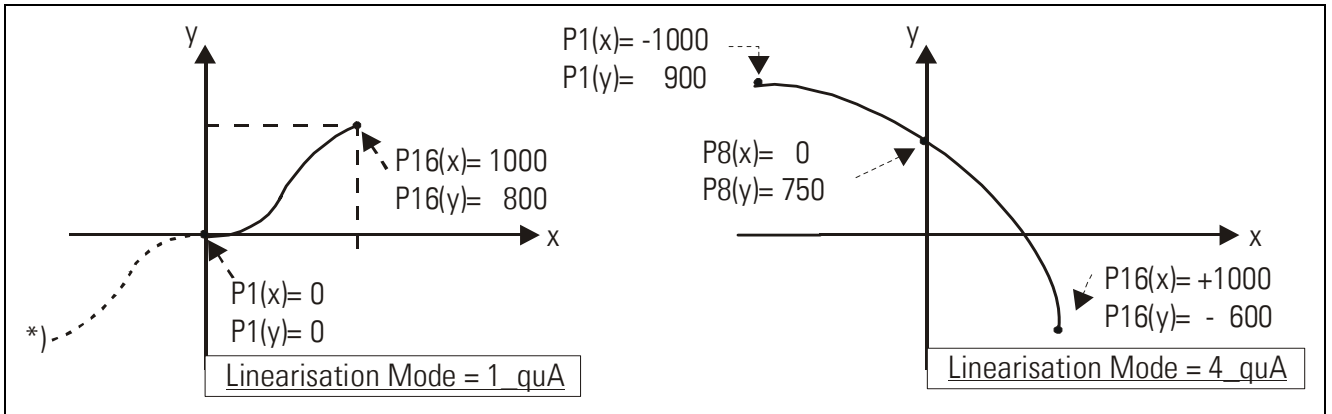 y
P16(x)= 1000
P16(y)= 800
x
P1(x)= 0
P1(y)= 0
*)
Linearisation Mode = 1_quA
P1(x)= -1000
P1(y)= 900
y
P8(x)= 0
P8(y)= 750
x
P16(x)= +1000
P16(y)= - 600
Linearisation Mode = 4_quA